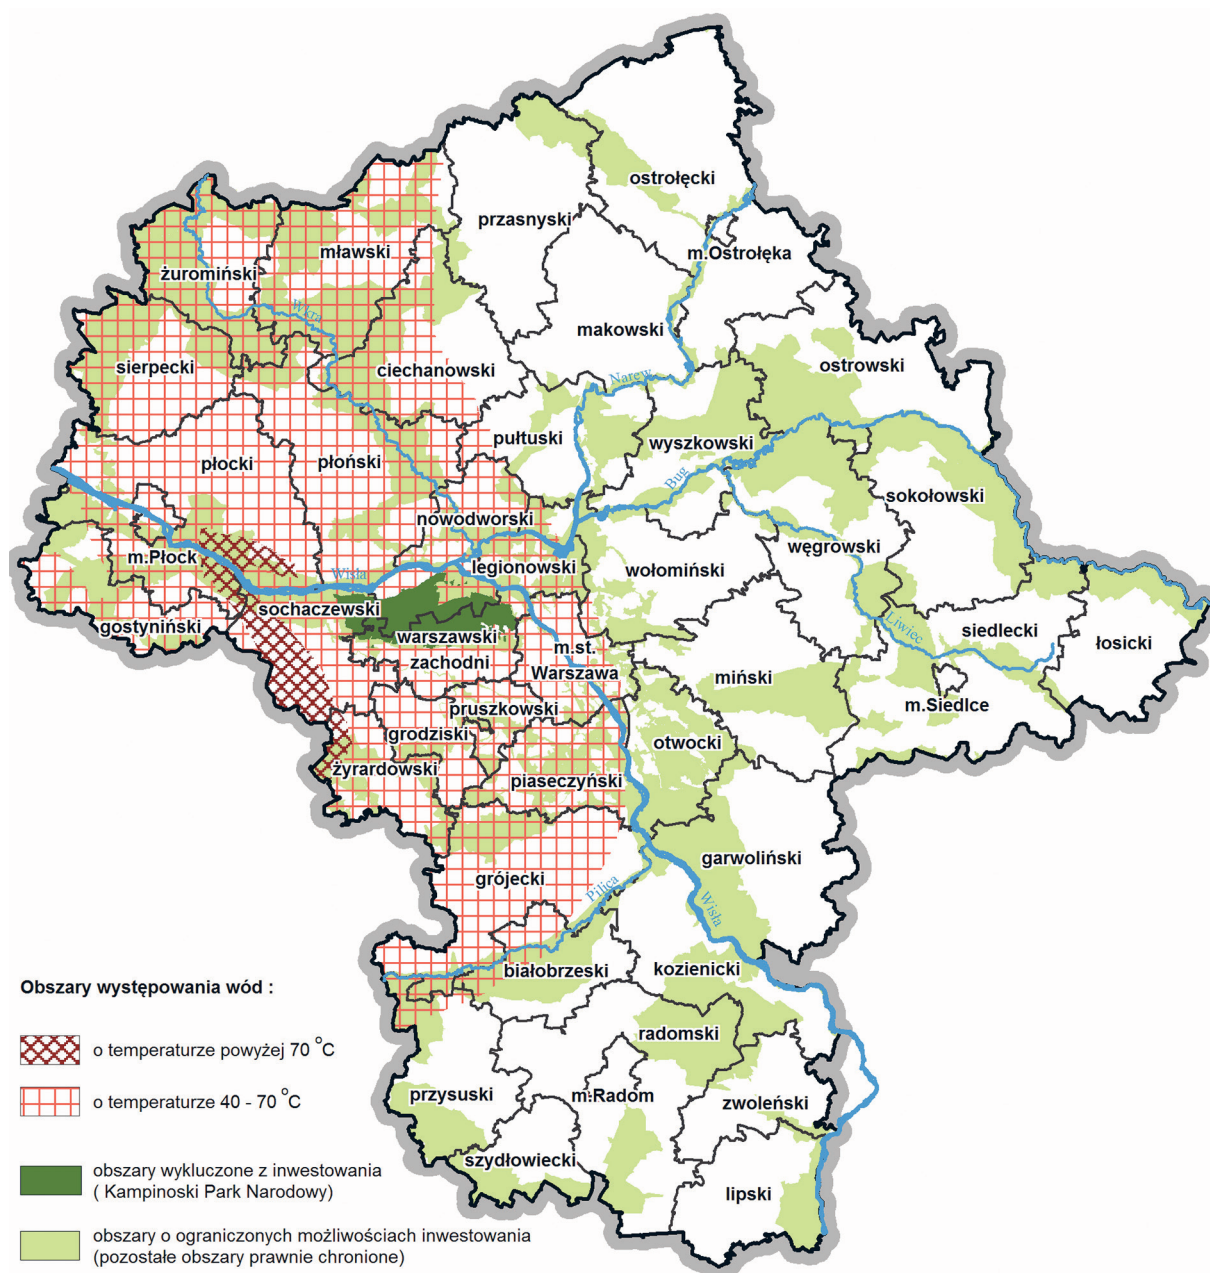 ostrołęcki
przasnyski
m.Ostrołęka
mławski
żuromiński
Wkra
makowski
sierpecki
ciechanowski
Narew
ostrowski
pułtuski
wyszkowski
płocki
płoński
Bug
sokołowski
nowodworski
węgrowski
m.Płock
Wisła
legionowski
wołomiński
sochaczewski
gostyniński
warszawski
zachodni
m.st.
Warszawa
Liwiec
siedlecki
łosicki
miński
m.Siedlce
pruszkowski
grodziski
otwocki
żyrardowski
piaseczyński
garwoliński
grójecki
Pilica
Wisła
białobrzeski
kozienicki
radomski
przysuski
m.Radom
zwoleński
szydłowiecki
lipski
Obszary występowania wód :
o temperaturze powyżej 70 °C
o temperaturze 40 - 70 °C
obszary wykluczone z inwestowania
( Kampinoski Park Narodowy)
obszary o ograniczonych możliwościach inwestowania
(pozostałe obszary prawnie chronione)